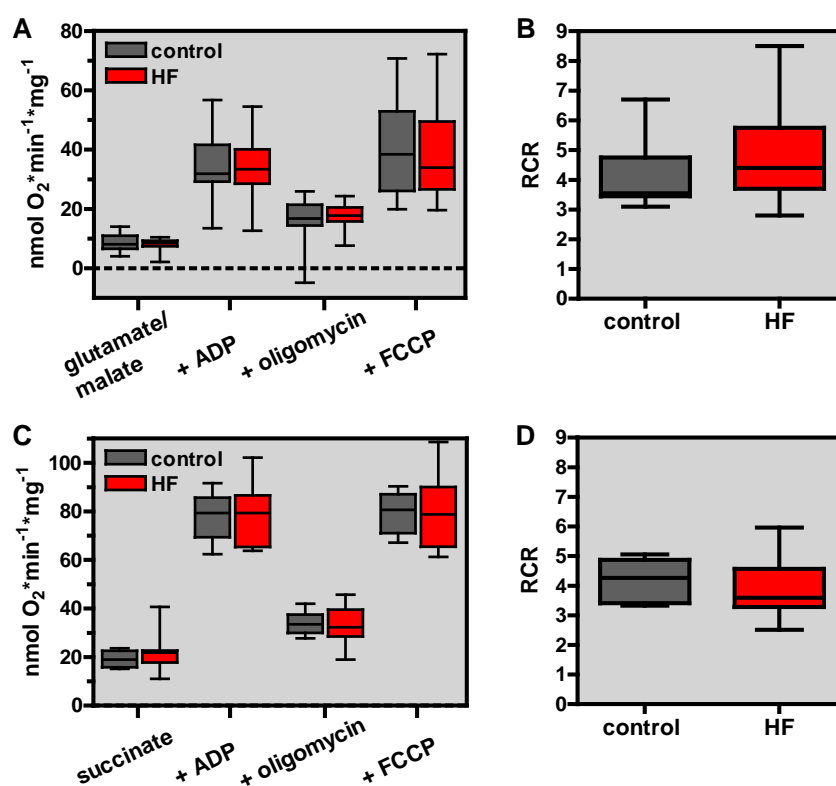 A
80
60
40
20
0
nmol O₂*min⁻¹*mg⁻¹
control
HF
glutamate/
malate
+ ADP
+ oligomycin
+ FCCP
B
9
8
7
6
5
4
3
2
1
0
RCR
control
HF
C
100
80
60
40
20
0
nmol O₂*min⁻¹*mg⁻¹
control
HF
succinate
+ ADP
+ oligomycin
+ FCCP
D
9
8
7
6
5
4
3
2
1
0
RCR
control
HF